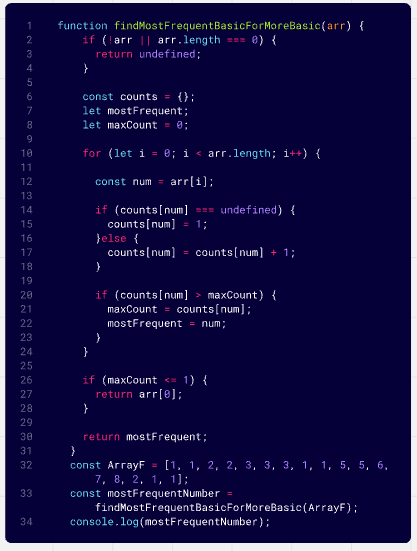 1 function findMostFrequentBasicForMoreBasic(arr) {
2 if (!arr || arr.length === 0) {
3 return undefined;
4 }
5
6 const counts = {};
7 let mostFrequent;
8 let maxCount = 0;
9
10 for (let i = 0; i < arr.length; i++) {
11
12 const num = arr[i];
13
14 if (counts[num] === undefined) {
15 counts[num] = 1;
16 }else {
17 counts[num] = counts[num] + 1;
18 }
19
20 if (counts[num] > maxCount) {
21 maxCount = counts[num];
22 mostFrequent = num;
23 }
24 }
25
26 if (maxCount <= 1) {
27 return arr[0];
28 }
29
30 return mostFrequent;
31 }
32 const ArrayF = [1, 1, 2, 2, 3, 3, 3, 1, 1, 5, 5, 6,
7, 8, 2, 1, 1];
33 const mostFrequentNumber =
findMostFrequentBasicForMoreBasic(ArrayF);
34 console.log(mostFrequentNumber);